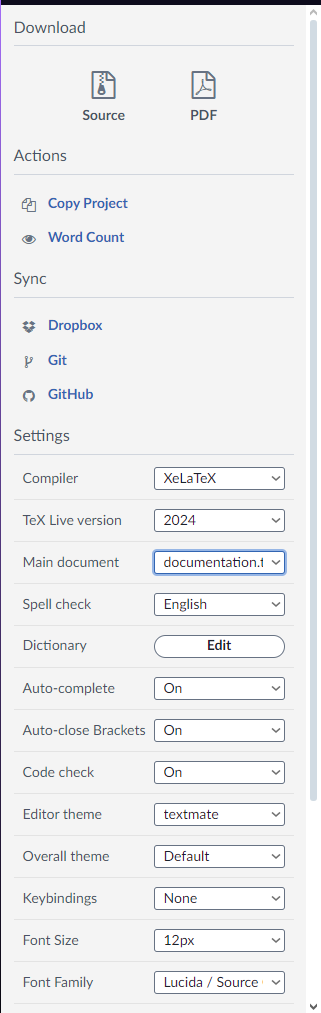 Download
Source PDF
Actions
Copy Project
Word Count
Sync
Dropbox
Git
GitHub
Settings
Compiler XeLaTeX
TeX Live version 2024
Main document documentation.t
Spell check English
Dictionary Edit
Auto-complete On
Auto-close Brackets On
Code check On
Editor theme textmate
Overall theme Default
Keybindings None
Font Size 12px
Font Family Lucida / Source